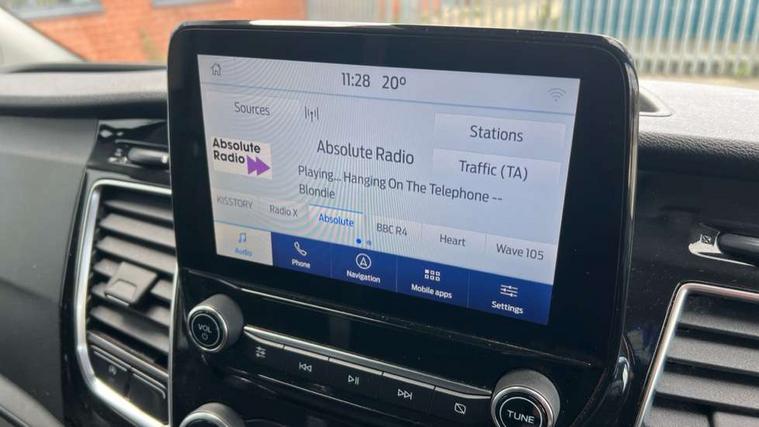 11:28 20°
Sources
Stations
Absolute
Radio
Absolute Radio
Traffic (TA)
Playing... Hanging On The Telephone --
Blondie
KISSTORY Radio X Absolute BBC R4 Heart Wave 105
Audio Phone Navigation Mobile apps Settings
VOL
TUNE